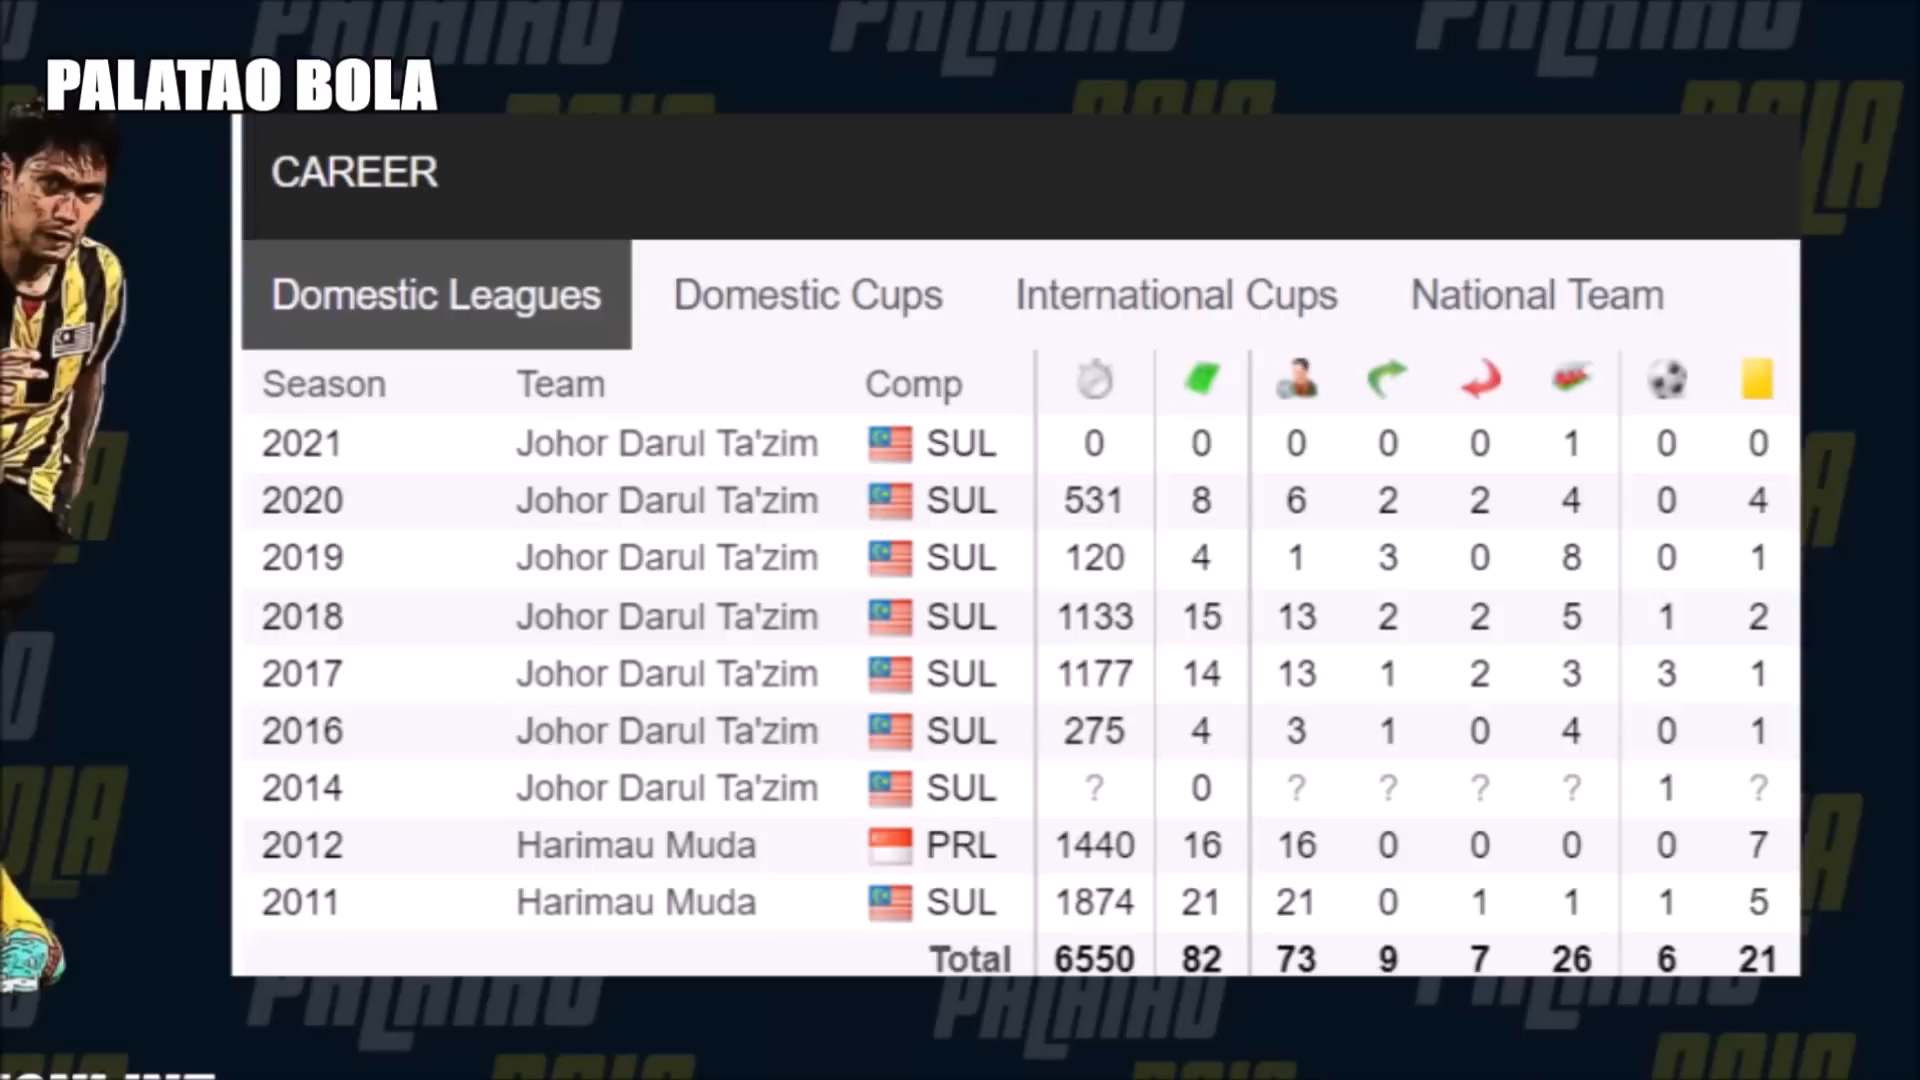 PALATAO BOLA
CAREER
Domestic Leagues Domestic Cups International Cups National Team
Season Team Comp
2021 Johor Darul Ta'zim SUL 0 0 0 0 0 1 0 0
2020 Johor Darul Ta'zim SUL 531 8 6 2 2 4 0 4
2019 Johor Darul Ta'zim SUL 120 4 1 3 0 8 0 1
2018 Johor Darul Ta'zim SUL 1133 15 13 2 2 5 1 2
2017 Johor Darul Ta'zim SUL 1177 14 13 1 2 3 3 1
2016 Johor Darul Ta'zim SUL 275 4 3 1 0 4 0 1
2014 Johor Darul Ta'zim SUL ? 0 ? ? ? ? 1 ?
2012 Harimau Muda PRL 1440 16 16 0 0 0 0 7
2011 Harimau Muda SUL 1874 21 21 0 1 1 1 5
Total 6550 82 73 9 7 26 6 21